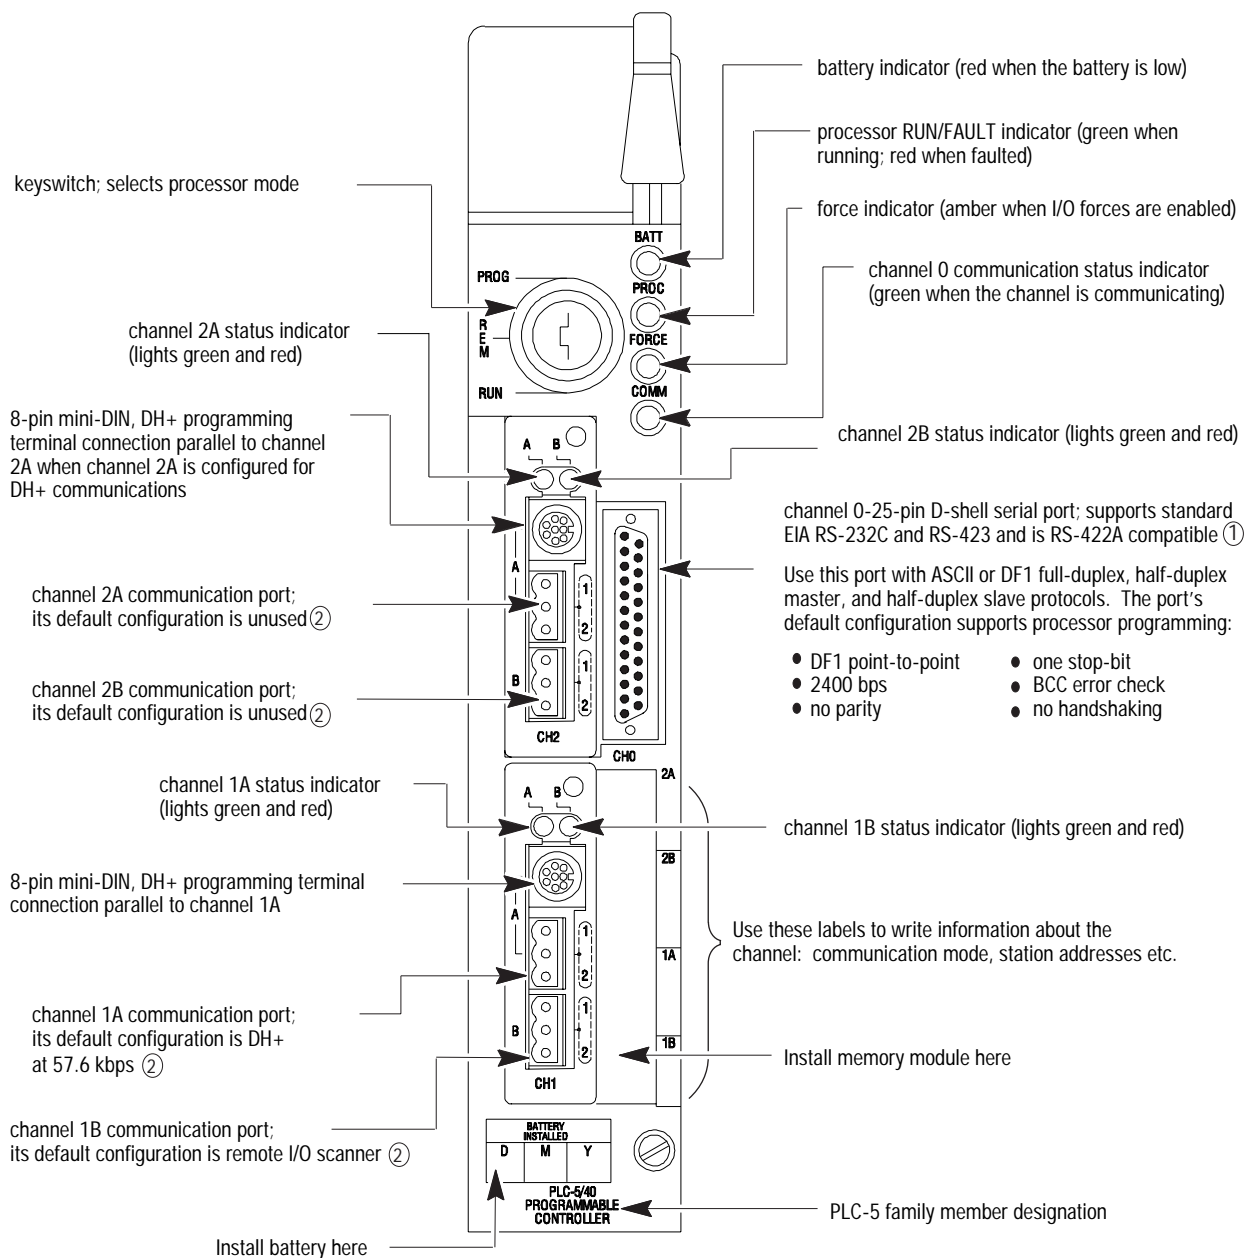 battery indicator (red when the battery is low)
processor RUN/FAULT indicator (green when
running; red when faulted)
keyswitch; selects processor mode
force indicator (amber when I/O forces are enabled)
BATT
channel 0 communication status indicator
(green when the channel is communicating)
PROG
PROC
REM
FORCE
channel 2A status indicator
(lights green and red)
RUN
COMM
8-pin mini-DIN, DH+ programming
terminal connection parallel to channel
2A when channel 2A is configured for
DH+ communications
channel 2B status indicator (lights green and red)
A B
channel 0-25-pin D-shell serial port; supports standard
EIA RS-232C and RS-423 and is RS-422A compatible ①
Use this port with ASCII or DF1 full-duplex, half-duplex
master, and half-duplex slave protocols. The port's
default configuration supports processor programming:
● DF1 point-to-point
● 2400 bps
● no parity
● one stop-bit
● BCC error check
● no handshaking
A
1
2
channel 2A communication port;
its default configuration is unused ②
B
1
2
channel 2B communication port;
its default configuration is unused ②
CH2
CH0
channel 1A status indicator
(lights green and red)
2A
A B
channel 1B status indicator (lights green and red)
2B
8-pin mini-DIN, DH+ programming terminal
connection parallel to channel 1A
A
1
2
Use these labels to write information about the
channel: communication mode, station addresses etc.
1A
channel 1A communication port;
its default configuration is DH+
at 57.6 kbps ②
B
1
2
1B
Install memory module here
CH1
channel 1B communication port;
its default configuration is remote I/O scanner ②
BATTERY
INSTALLED
D M Y
PLC-5/40
PROGRAMMABLE
CONTROLLER
PLC-5 family member designation
Install battery here